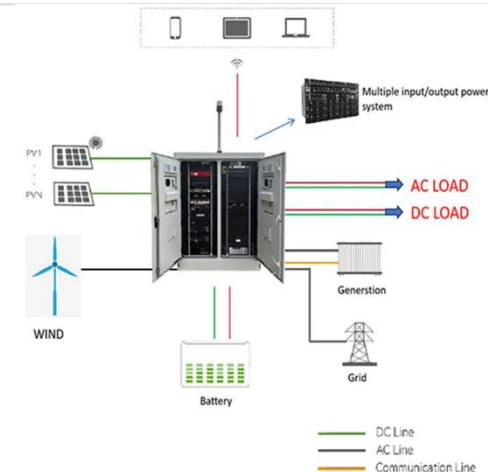 Multiple input/output power
system
PV1
PVN
AC LOAD
DC LOAD
Generstion
WIND
Grid
Battery
DC Line
AC Line
Communication Line